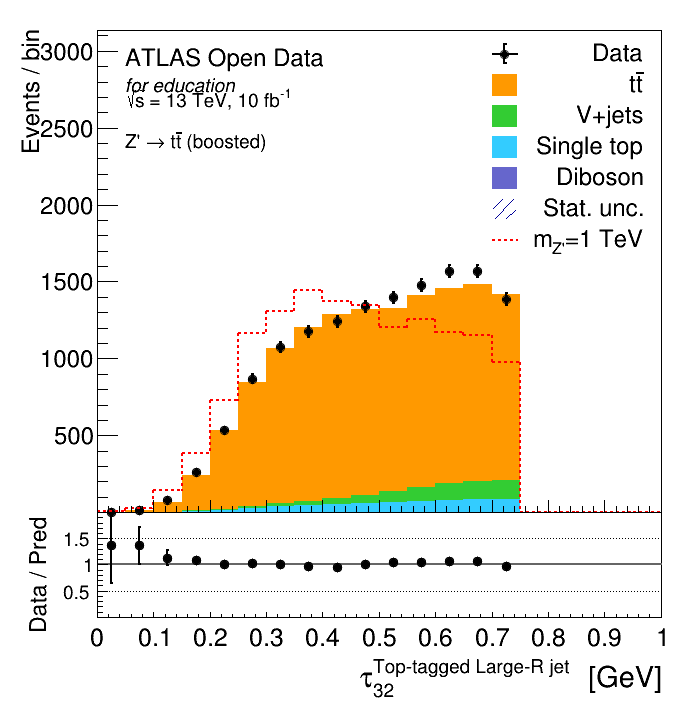 Events / bin
3000
2500
2000
1500
1000
500
ATLAS Open Data
for education
√s = 13 TeV, 10 fb⁻¹
Z' → tt̄ (boosted)
Data
tt̄
V+jets
Single top
Diboson
Stat. unc.
m_Z'=1 TeV
Data / Pred
1.5
1
0.5
0 0.1 0.2 0.3 0.4 0.5 0.6 0.7 0.8 0.9 1
τ₃₂^Top-tagged Large-R jet [GeV]